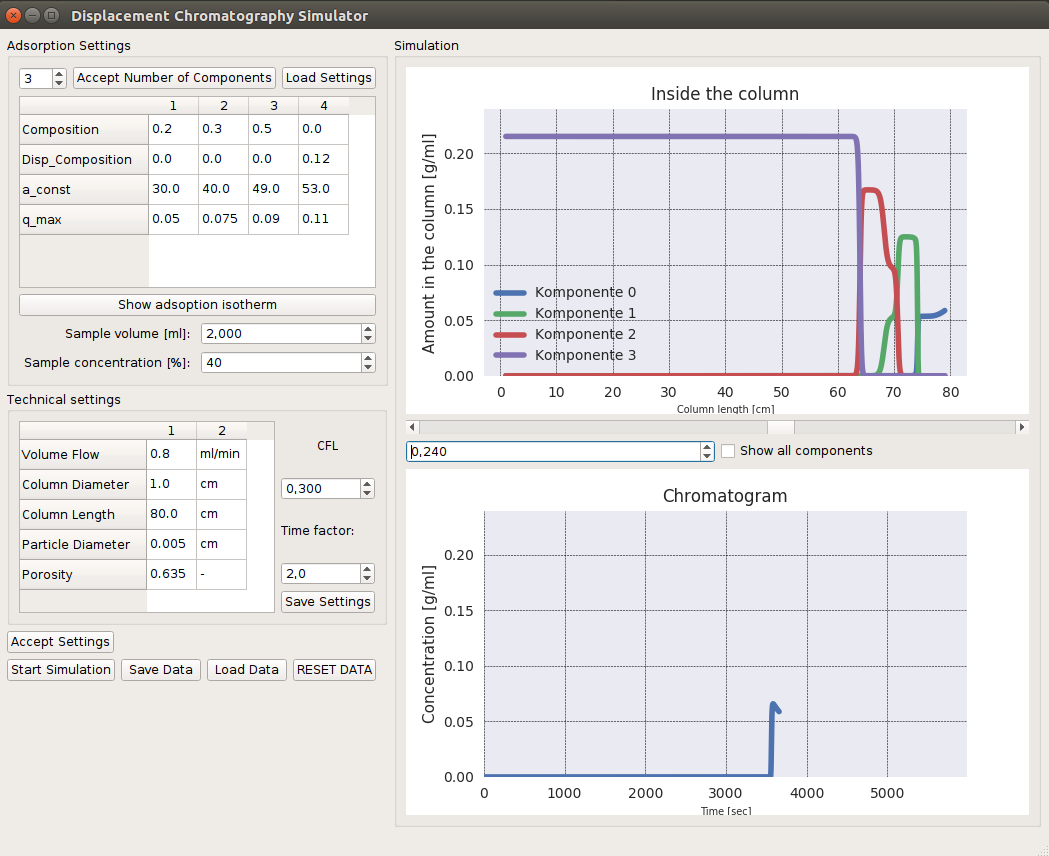 Displacement Chromatography Simulator
Adsorption Settings
3 Accept Number of Components Load Settings
1 2 3 4
Composition 0.2 0.3 0.5 0.0
Disp_Composition 0.0 0.0 0.0 0.12
a_const 30.0 40.0 49.0 53.0
q_max 0.05 0.075 0.09 0.11
Show adsoption isotherm
Sample volume [ml]: 2,000
Sample concentration [%]: 40
Technical settings
1 2
Volume Flow 0.8 ml/min
Column Diameter 1.0 cm
Column Length 80.0 cm
Particle Diameter 0.005 cm
Porosity 0.635 -
CFL
0,300
Time factor:
2,0
Save Settings
Accept Settings
Start Simulation Save Data Load Data RESET DATA
Simulation
Inside the column
Amount in the column [g/ml]
0.20
0.15
0.10
0.05
0.00
Komponente 0
Komponente 1
Komponente 2
Komponente 3
0 10 20 30 40 50 60 70 80
Column length [cm]
0,240 Show all components
Chromatogram
Concentration [g/ml]
0.20
0.15
0.10
0.05
0.00
0 1000 2000 3000 4000 5000
Time [sec]